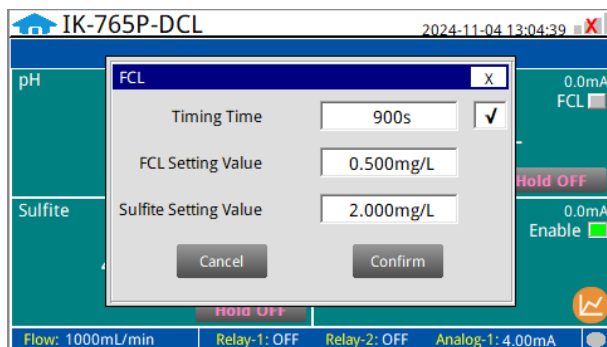 IK-765P-DCL 2024-11-04 13:04:39 X
pH 0.0mA
FCL
Hold OFF
Sulfite 0.0mA
Enable
FCL X
Timing Time 900s √
FCL Setting Value 0.500mg/L
Sulfite Setting Value 2.000mg/L
Cancel Confirm
Hold OFF
Flow: 1000mL/min Relay-1: OFF Relay-2: OFF Analog-1: 4.00mA